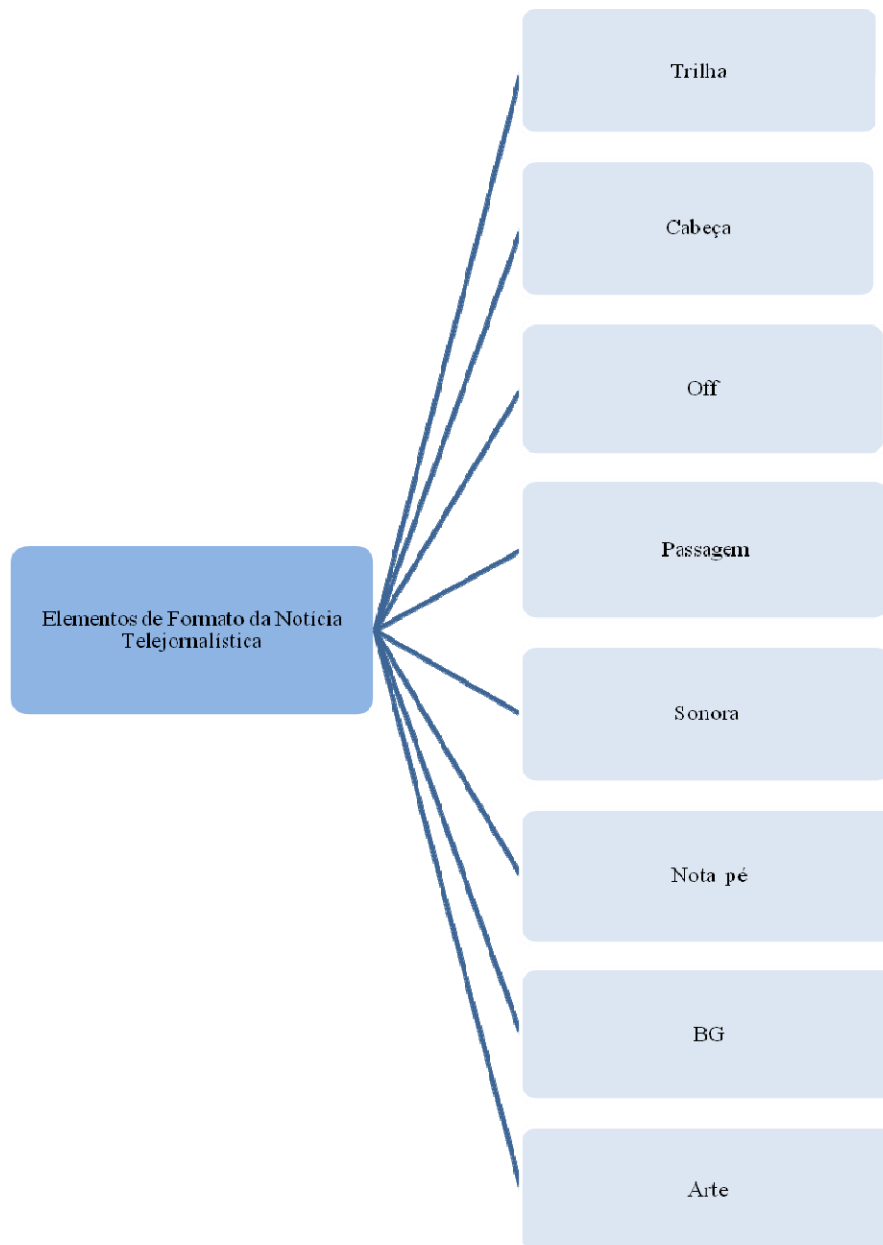 Trilha
Cabeça
Off
Passagem
Elementos de Formato da Notícia
Telejornalística
Sonora
Nota pé
BG
Arte